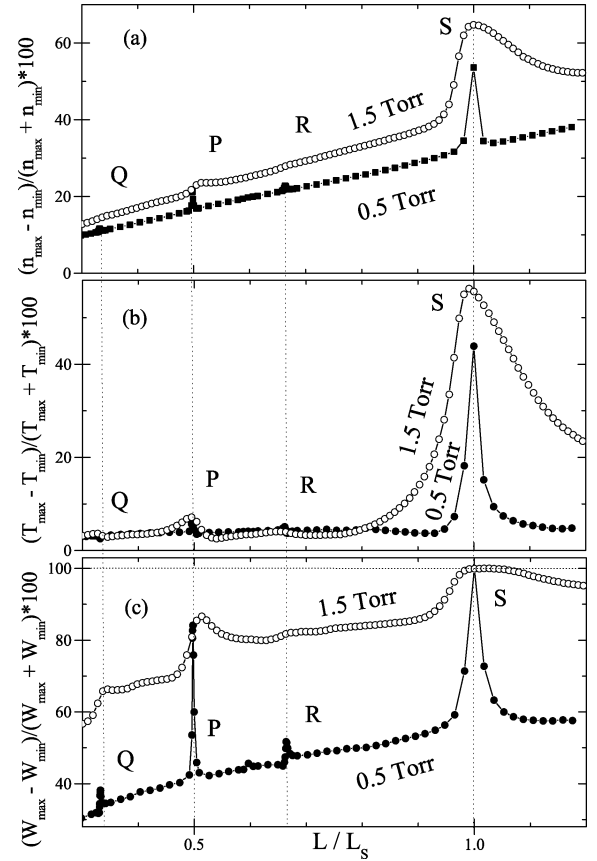 (a)
S
60
1.5 Torr
P
R
40
Q
20
0.5 Torr
0
(n_max - n_min)/(n_max + n_min)*100
(b)
S
40
1.5 Torr
0.5 Torr
20
Q
P
R
0
(T_max - T_min)/(T_max + T_min)*100
100
(c)
1.5 Torr
S
80
60
Q
P
R
0.5 Torr
40
(W_max - W_min)/(W_max + W_min)*100
0.5
L / L_S
1.0